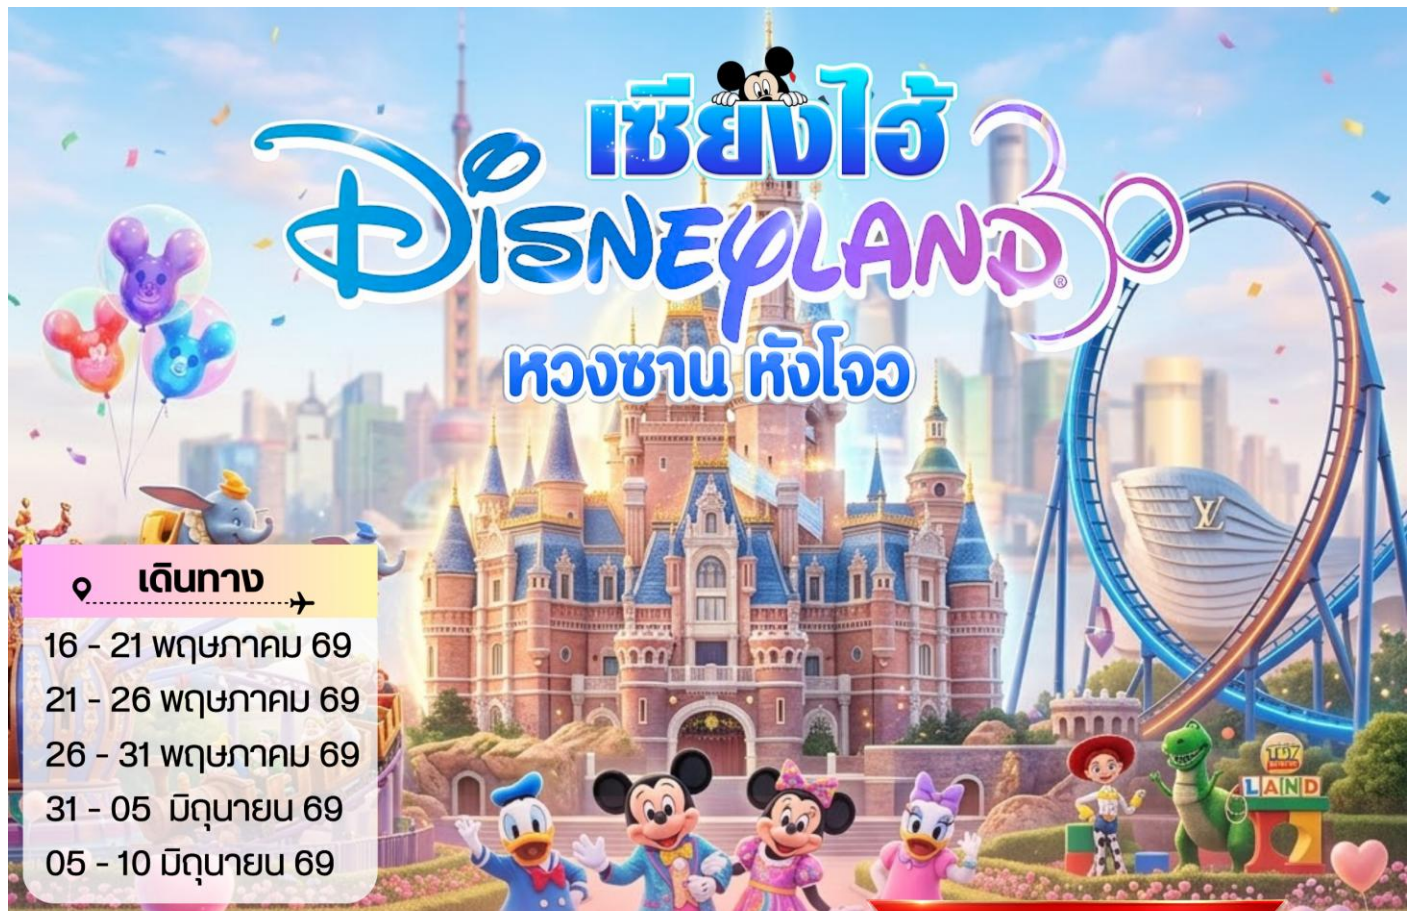 เซี่ยงไฮ้
DISNEYLAND 30
®
หวงซาน หังโจว
เดินทาง
16 - 21 พฤษภาคม 69
21 - 26 พฤษภาคม 69
26 - 31 พฤษภาคม 69
31 - 05 มิถุนายน 69
05 - 10 มิถุนายน 69
LV
LAND